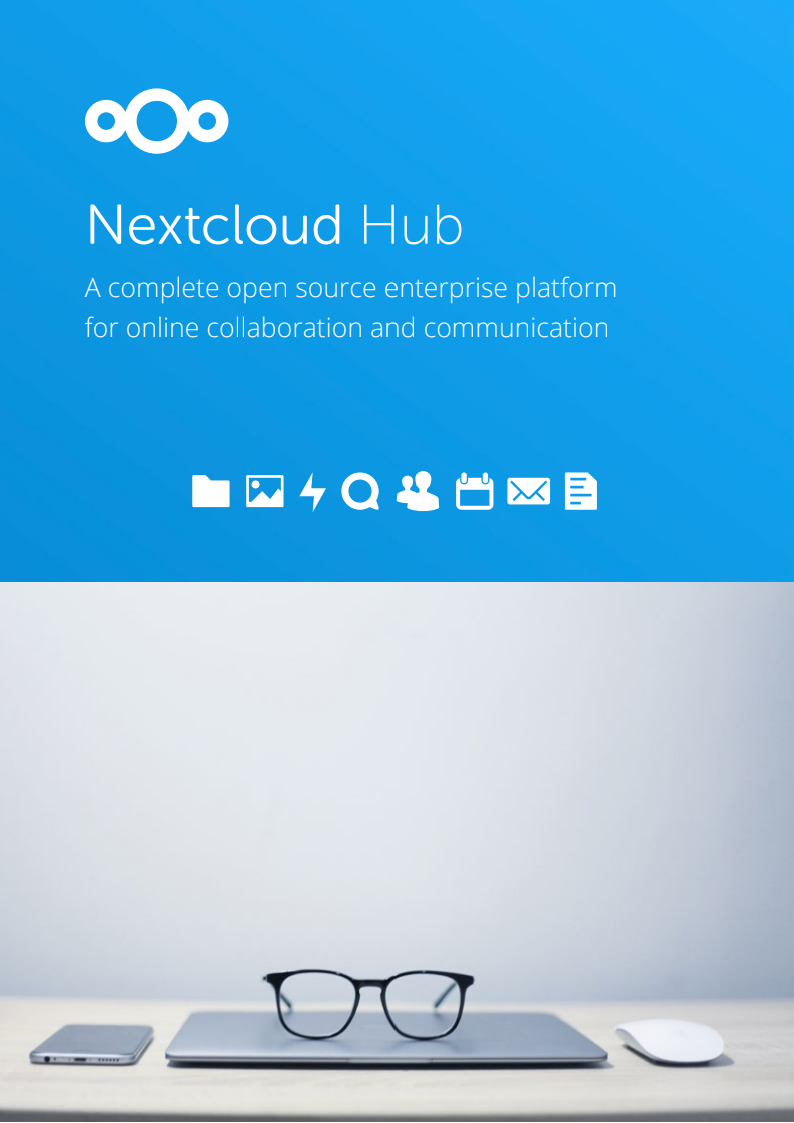 Nextcloud Hub
A complete open source enterprise platform
for online collaboration and communication